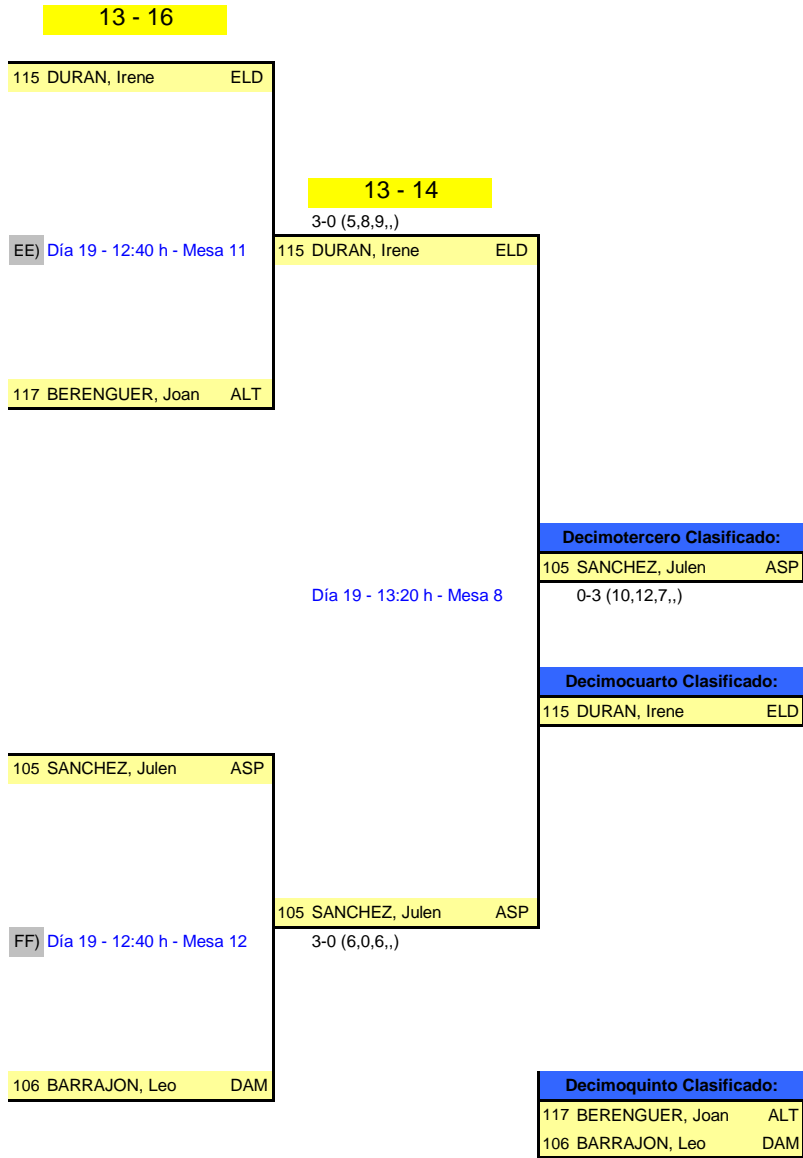 13 - 16
115 DURAN, Irene ELD
13 - 14
3-0 (5,8,9,,)
EE) Día 19 - 12:40 h - Mesa 11
115 DURAN, Irene ELD
117 BERENGUER, Joan ALT
Decimotercero Clasificado:
105 SANCHEZ, Julen ASP
Día 19 - 13:20 h - Mesa 8
0-3 (10,12,7,,)
Decimocuarto Clasificado:
115 DURAN, Irene ELD
105 SANCHEZ, Julen ASP
105 SANCHEZ, Julen ASP
FF) Día 19 - 12:40 h - Mesa 12
3-0 (6,0,6,,)
106 BARRAJON, Leo DAM
Decimoquinto Clasificado:
117 BERENGUER, Joan ALT
106 BARRAJON, Leo DAM